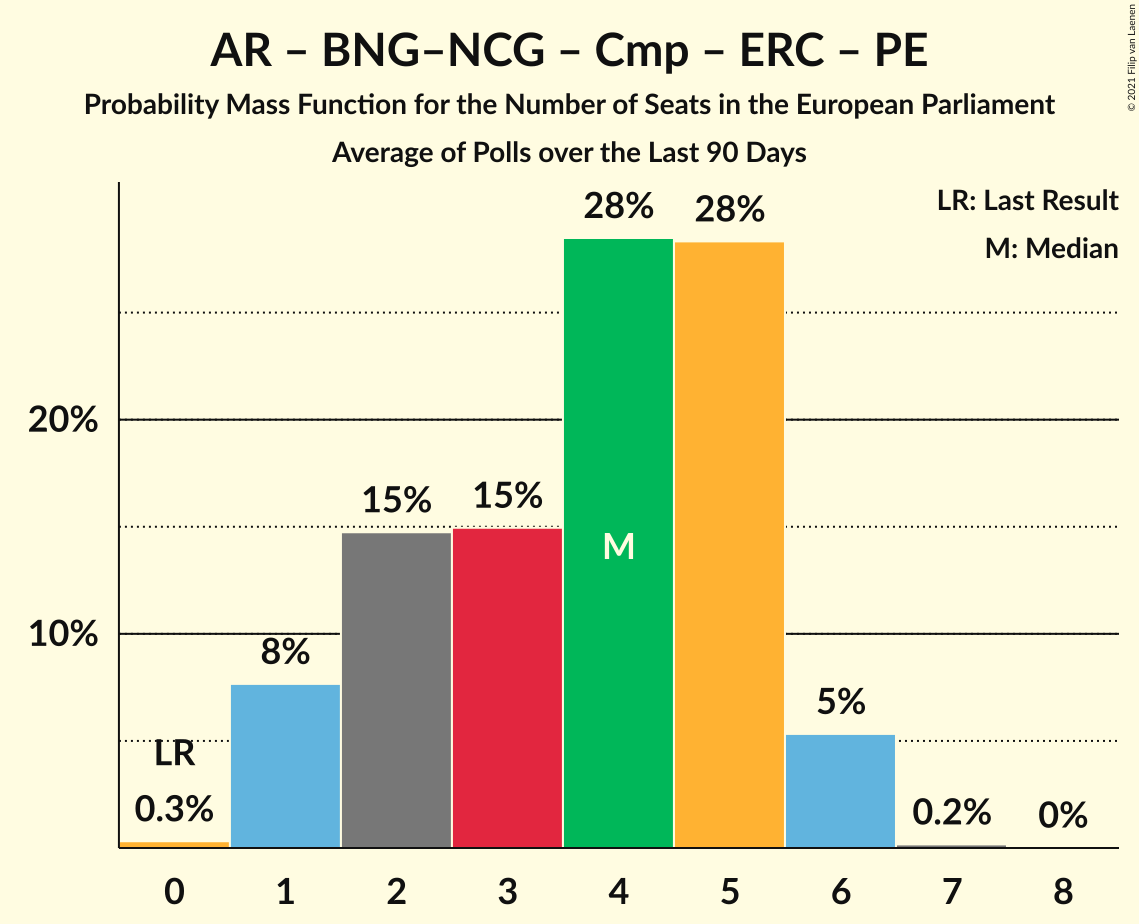 AR – BNG–NCG – Cmp – ERC – PE
Probability Mass Function for the Number of Seats in the European Parliament
Average of Polls over the Last 90 Days
© 2021 Filip van Laenen
LR: Last Result
M: Median
28%
28%
20%
15%
15%
M
10%
8%
5%
LR
0.3%
0.2%
0%
0 1 2 3 4 5 6 7 8